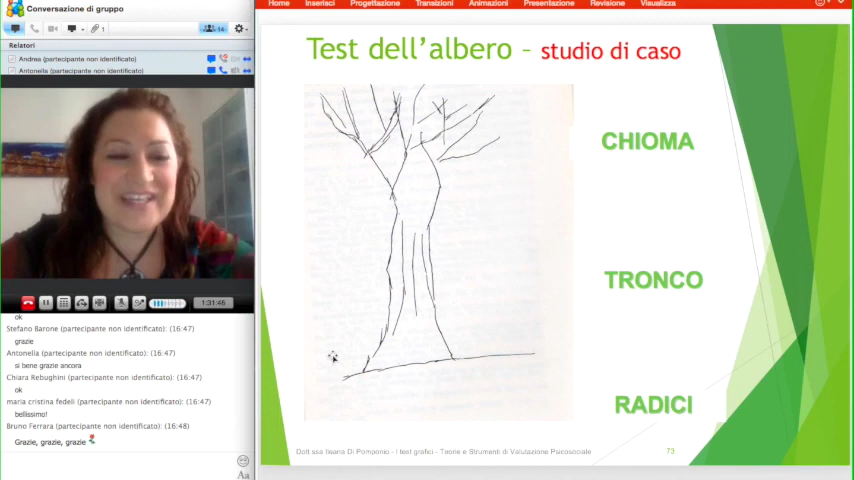 Conversazione di gruppo
14
1
Relatori
Andrea (partecipante non identificato)
Antonella (partecipante non identificato)
1:31:46
ok
Stefano Barone (partecipante non identificato): (16:47)
grazie
Antonella (partecipante non identificato): (16:47)
si bene grazie ancora
Chiara Rebughini (partecipante non identificato): (16:47)
ok
maria cristina fedeli (partecipante non identificato): (16:47)
bellissimo!
Bruno Ferrara (partecipante non identificato): (16:48)
Grazie, grazie, grazie
Aa
Home Inserisci Progettazione Transizioni Animazioni Presentazione Revisione Visualizza
Test dell'albero - studio di caso
CHIOMA
TRONCO
RADICI
Dott ssa Ileana Di Pomponio - I test grafici - Teorie e Strumenti di Valutazione Psicosociale
73